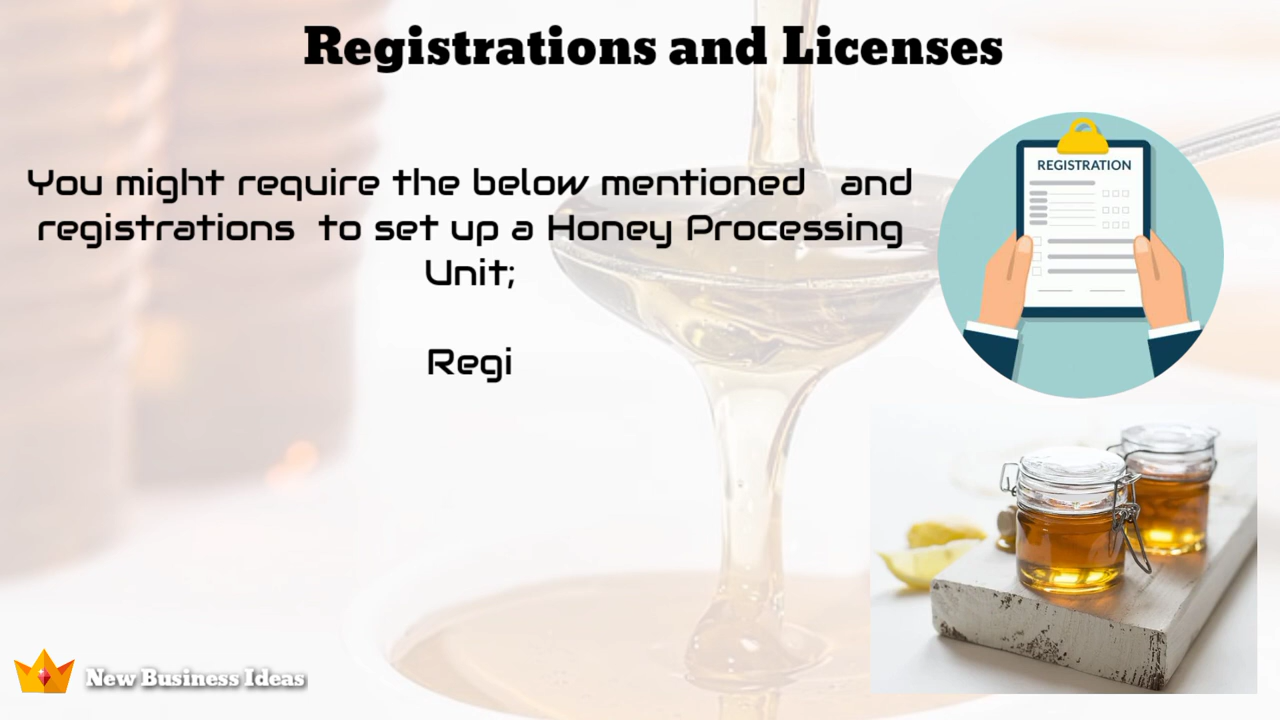 Registrations and Licenses
You might require the below mentioned and
registrations to set up a Honey Processing
Unit;
Regi
REGISTRATION
New Business Ideas